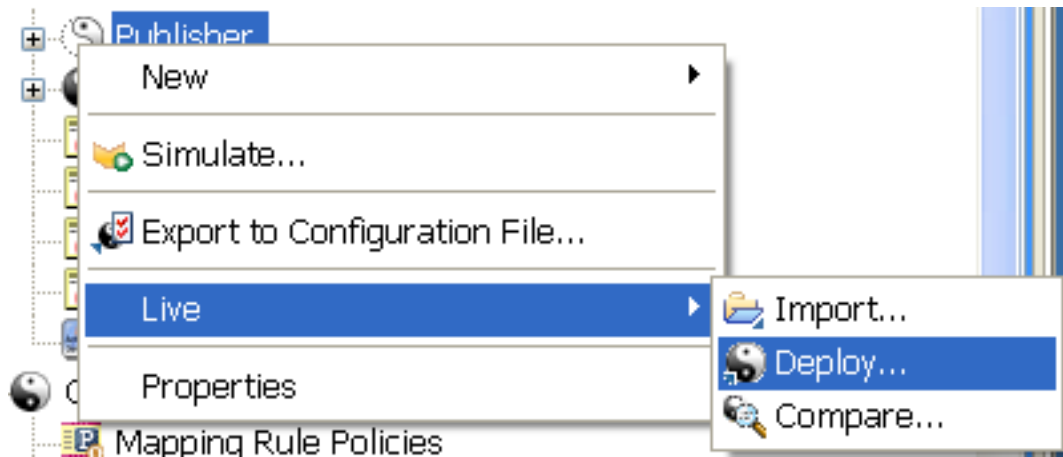 Publisher
New
Simulate...
Export to Configuration File...
Live
Import...
Deploy...
Compare...
Properties
Mapping Rule Policies